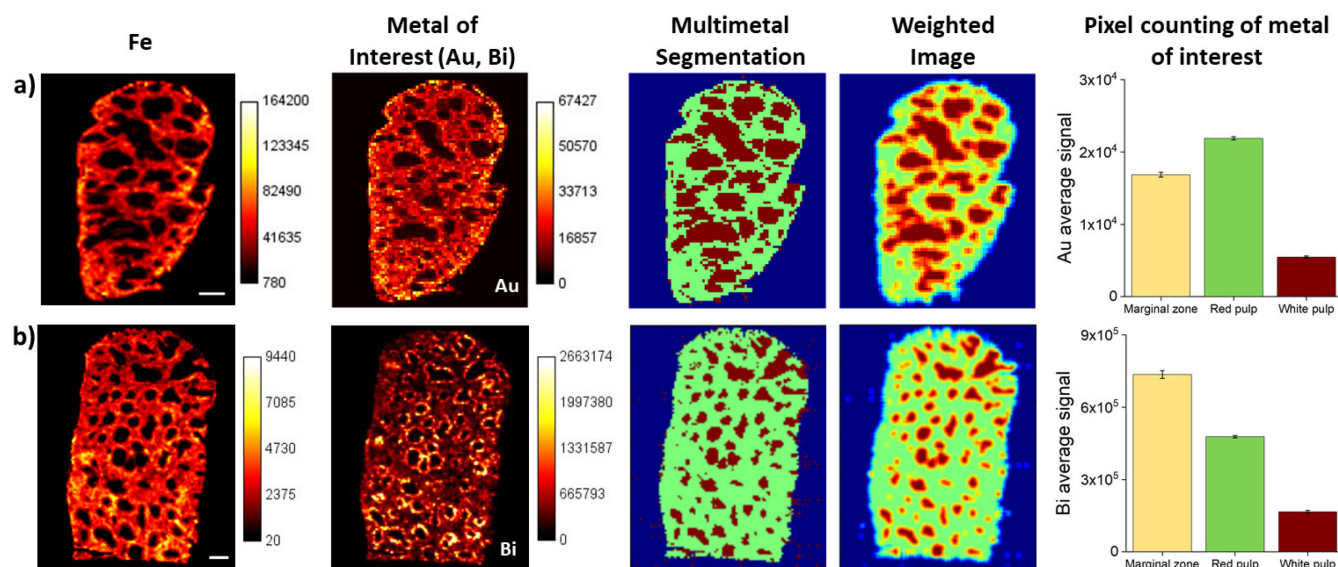 Fe
Metal of
Interest (Au, Bi)
Multimetal
Segmentation
Weighted
Image
Pixel counting of metal
of interest
a)
164200
123345
82490
41635
780
Au
67427
50570
33713
16857
0
Au average signal
3x10⁴
2x10⁴
1x10⁴
0
Marginal zone
Red pulp
White pulp
b)
9440
7085
4730
2375
20
Bi
2663174
1997380
1331587
665793
0
Bi average signal
9x10⁵
6x10⁵
3x10⁵
0
Marginal zone
Red pulp
White pulp